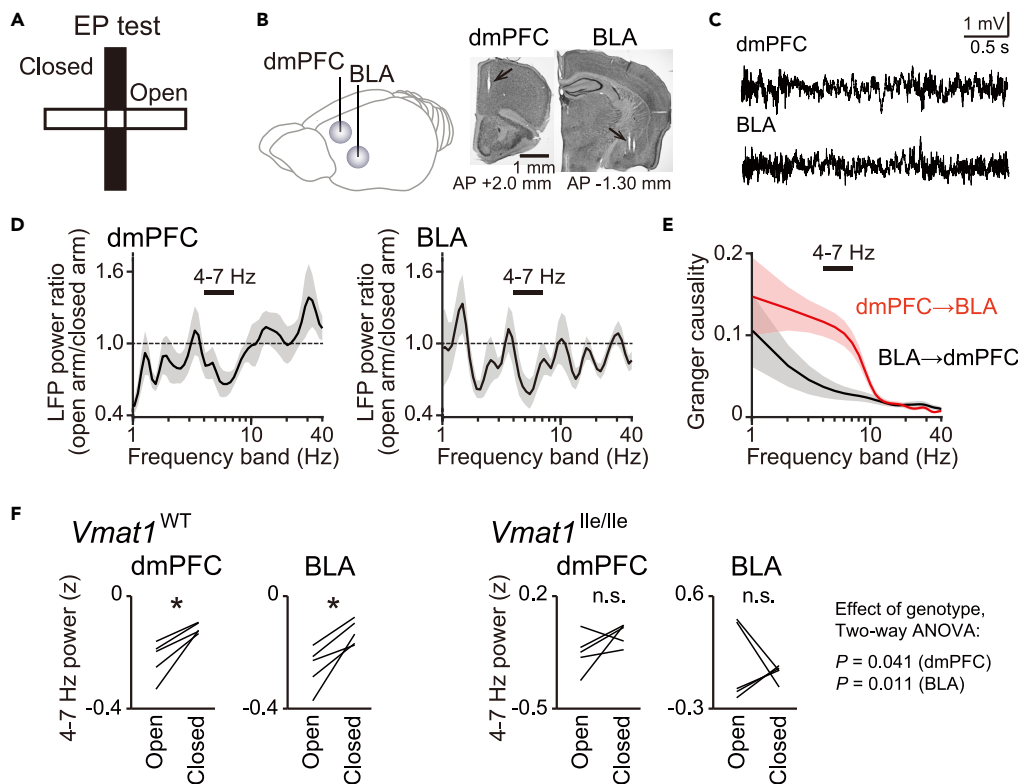 A
EP test
Closed
Open
B
dmPFC
BLA
dmPFC
BLA
1 mm
AP +2.0 mm
AP -1.30 mm
C
1 mV
0.5 s
dmPFC
BLA
D
dmPFC
LFP power ratio
(open arm/closed arm)
1.6
1.0
0.4
4-7 Hz
1
10
40
Frequency band (Hz)
BLA
LFP power ratio
(open arm/closed arm)
1.6
1.0
0.4
4-7 Hz
1
10
40
Frequency band (Hz)
E
Granger causality
0.2
0.1
0
4-7 Hz
dmPFC→BLA
BLA→dmPFC
1
10
40
Frequency band (Hz)
F
Vmat1WT
dmPFC
4-7 Hz power (z)
0
-0.4
*
Open
Closed
BLA
0
-0.4
*
Open
Closed
Vmat1Ile/Ile
dmPFC
0.2
-0.5
n.s.
Open
Closed
BLA
0.6
-0.3
n.s.
Open
Closed
Effect of genotype,
Two-way ANOVA:
P = 0.041 (dmPFC)
P = 0.011 (BLA)